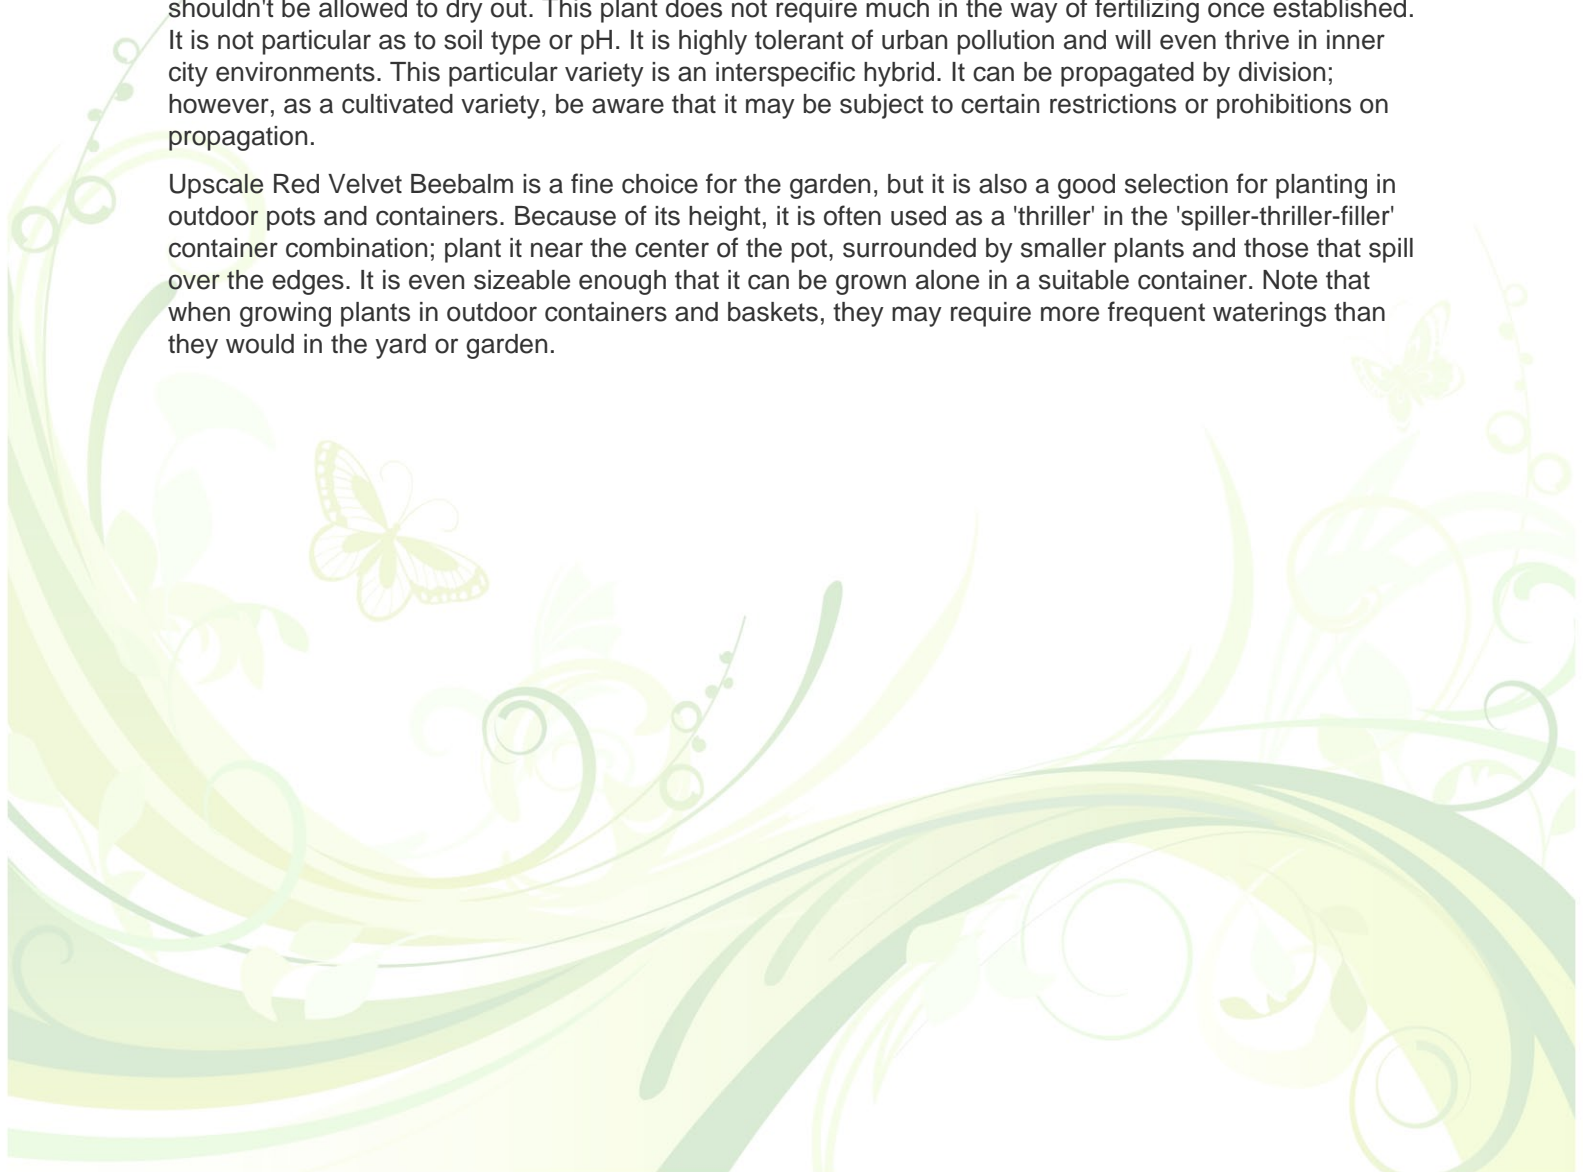 shouldn't be allowed to dry out. This plant does not require much in the way of fertilizing once established.
It is not particular as to soil type or pH. It is highly tolerant of urban pollution and will even thrive in inner
city environments. This particular variety is an interspecific hybrid. It can be propagated by division;
however, as a cultivated variety, be aware that it may be subject to certain restrictions or prohibitions on
propagation.
Upscale Red Velvet Beebalm is a fine choice for the garden, but it is also a good selection for planting in
outdoor pots and containers. Because of its height, it is often used as a 'thriller' in the 'spiller-thriller-filler'
container combination; plant it near the center of the pot, surrounded by smaller plants and those that spill
over the edges. It is even sizeable enough that it can be grown alone in a suitable container. Note that
when growing plants in outdoor containers and baskets, they may require more frequent waterings than
they would in the yard or garden.